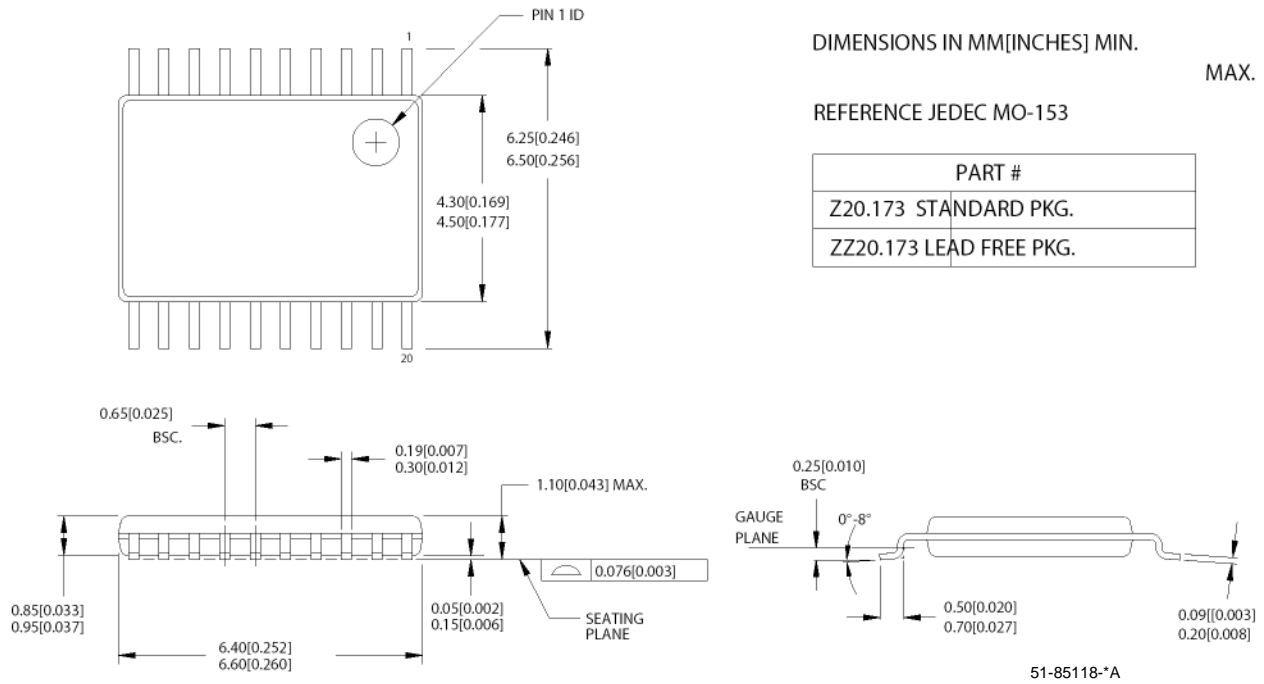 PIN 1 ID
1
DIMENSIONS IN MM[INCHES] MIN.
MAX.
REFERENCE JEDEC MO-153
6.25[0.246]
6.50[0.256]
4.30[0.169]
4.50[0.177]
PART #
Z20.173 STANDARD PKG.
ZZ20.173 LEAD FREE PKG.
20
0.65[0.025]
BSC.
0.19[0.007]
0.30[0.012]
1.10[0.043] MAX.
0.076[0.003]
0.85[0.033]
0.95[0.037]
0.05[0.002]
0.15[0.006]
SEATING
PLANE
6.40[0.252]
6.60[0.260]
0.25[0.010]
BSC
GAUGE
PLANE
0°-8°
0.50[0.020]
0.70[0.027]
0.09[[0.003]
0.20[0.008]
51-85118-*A